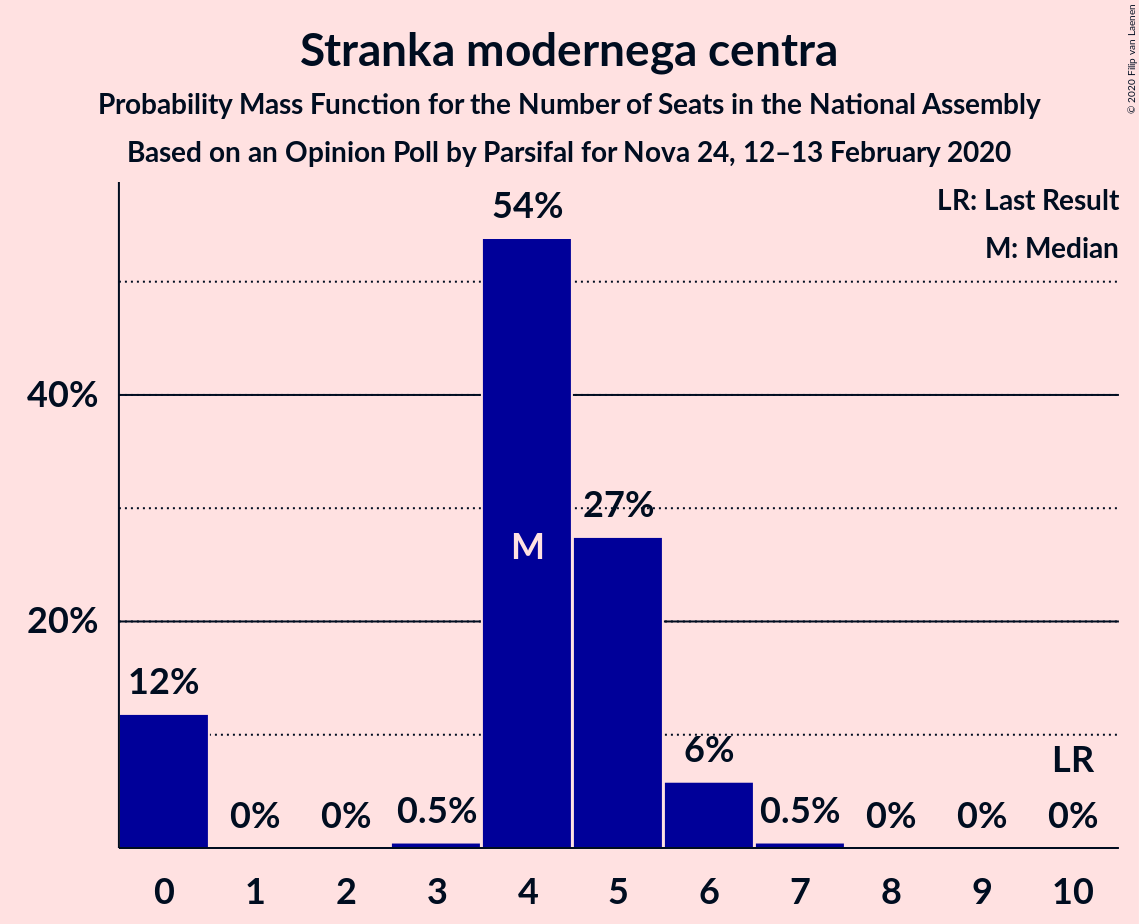 Stranka modernega centra
Probability Mass Function for the Number of Seats in the National Assembly
Based on an Opinion Poll by Parsifal for Nova 24, 12–13 February 2020
© 2020 Filip van Laenen
LR: Last Result
M: Median
54%
40%
27%
M
20%
12%
6%
LR
0%
0%
0.5%
0.5%
0%
0%
0%
0 1 2 3 4 5 6 7 8 9 10